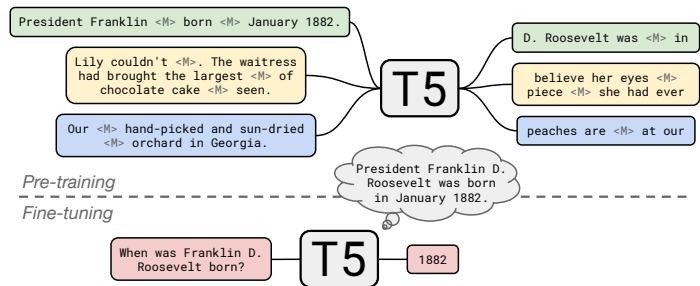 President Franklin <M> born <M> January 1882.
D. Roosevelt was <M> in
Lily couldn't <M>. The waitress
had brought the largest <M> of
chocolate cake <M> seen.
T5
believe her eyes <M>
piece <M> she had ever
Our <M> hand-picked and sun-dried
<M> orchard in Georgia.
peaches are <M> at our
President Franklin D.
Roosevelt was born
in January 1882.
Pre-training
Fine-tuning
When was Franklin D.
Roosevelt born?
T5
1882